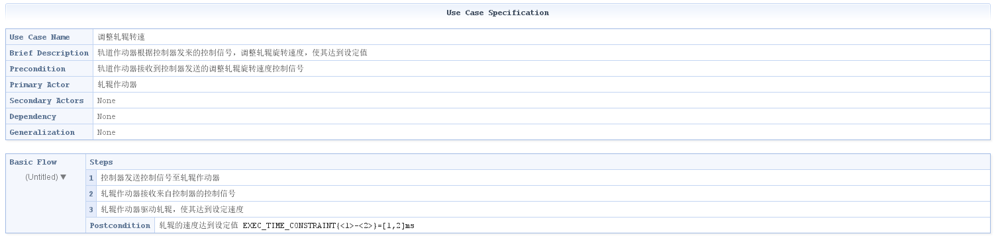 Use Case Specification
Use Case Name 调整轧辊转速
Brief Description 轨道作动器根据控制器发来的控制信号，调整轧辊旋转速度，使其达到设定值
Precondition 轨道作动器接收到控制器发送的调整轧辊旋转速度控制信号
Primary Actor 轧辊作动器
Secondary Actors None
Dependency None
Generalization None
Basic Flow Steps
(Untitled) ▼
1 控制器发送控制信号至轧辊作动器
2 轧辊作动器接收来自控制器的控制信号
3 轧辊作动器驱动轧辊，使其达到设定速度
Postcondition 轧辊的速度达到设定值 EXEC_TIME_CONSTRAINT{<1>-<2>}=[1,2]ms